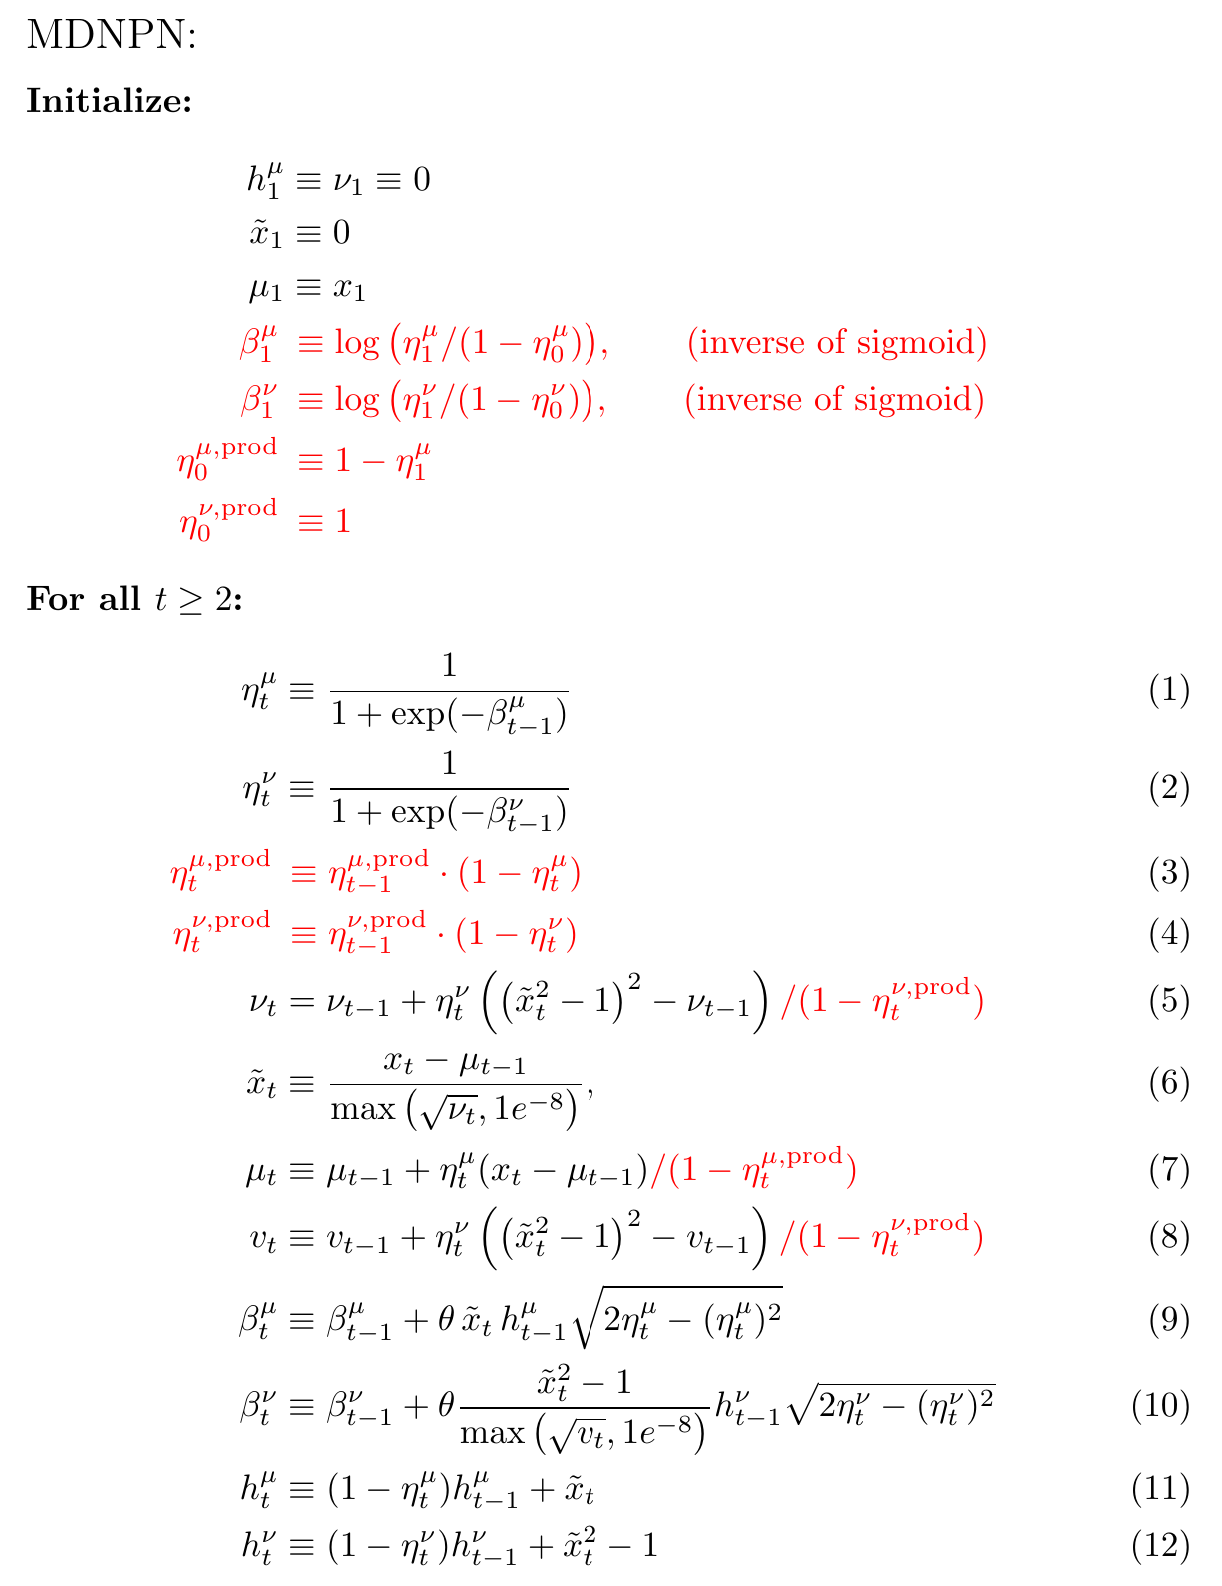 MDNPN:
Initialize:
h_1^μ ≡ ν_1 ≡ 0
x̃_1 ≡ 0
μ_1 ≡ x_1
β_1^μ ≡ log (η_1^μ/(1 − η_0^μ)), (inverse of sigmoid)
β_1^ν ≡ log (η_1^ν/(1 − η_0^ν)), (inverse of sigmoid)
η_0^{μ,prod} ≡ 1 − η_1^μ
η_0^{ν,prod} ≡ 1
For all t ≥ 2:
η_t^μ ≡ 1 / (1 + exp(−β_{t−1}^μ)) (1)
η_t^ν ≡ 1 / (1 + exp(−β_{t−1}^ν)) (2)
η_t^{μ,prod} ≡ η_{t−1}^{μ,prod} · (1 − η_t^μ) (3)
η_t^{ν,prod} ≡ η_{t−1}^{ν,prod} · (1 − η_t^ν) (4)
ν_t = ν_{t−1} + η_t^ν ((x̃_t^2 − 1)^2 − ν_{t−1}) /(1 − η_t^{ν,prod}) (5)
x̃_t ≡ (x_t − μ_{t−1}) / max (√ν_t, 1e^{−8}), (6)
μ_t ≡ μ_{t−1} + η_t^μ(x_t − μ_{t−1})/(1 − η_t^{μ,prod}) (7)
v_t ≡ v_{t−1} + η_t^ν ((x̃_t^2 − 1)^2 − v_{t−1}) /(1 − η_t^{ν,prod}) (8)
β_t^μ ≡ β_{t−1}^μ + θ x̃_t h_{t−1}^μ √(2η_t^μ − (η_t^μ)^2) (9)
β_t^ν ≡ β_{t−1}^ν + θ (x̃_t^2 − 1) / max (√v_t, 1e^{−8}) h_{t−1}^ν √(2η_t^ν − (η_t^ν)^2) (10)
h_t^μ ≡ (1 − η_t^μ)h_{t−1}^μ + x̃_t (11)
h_t^ν ≡ (1 − η_t^ν)h_{t−1}^ν + x̃_t^2 − 1 (12)